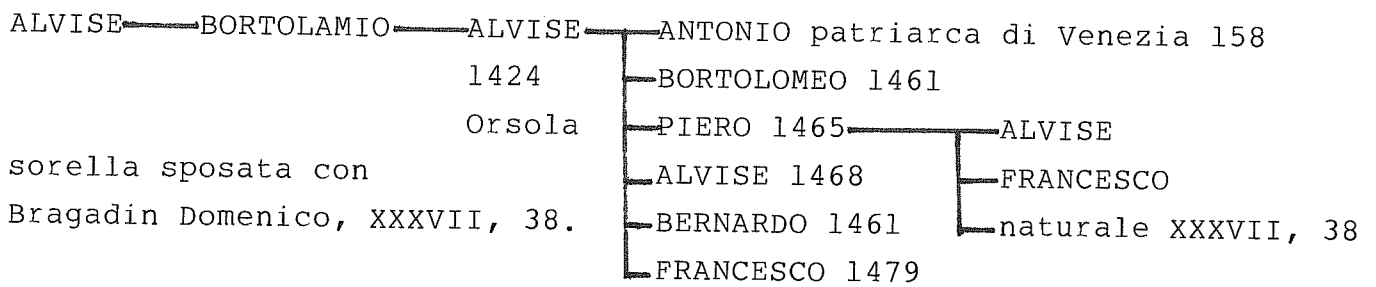 ALVISE BORTOLAMIO ALVISE ANTONIO patriarca di Venezia 158
1424 BORTOLOMEO 1461
Orsola PIERO 1465 ALVISE
sorella sposata con ALVISE 1468 FRANCESCO
Bragadin Domenico, XXXVII, 38. BERNARDO 1461 naturale XXXVII, 38
FRANCESCO 1479